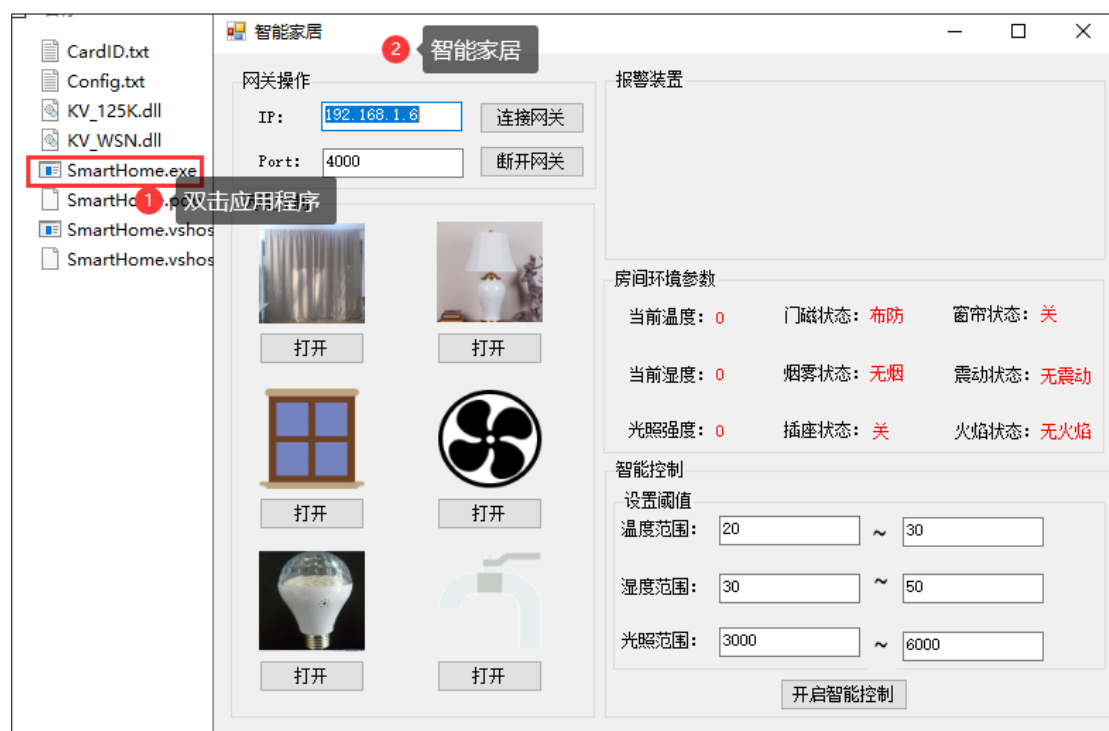 CardID.txt
Config.txt
KV_125K.dll
KV_WSN.dll
SmartHome.exe
SmartHo
SmartHome.vshos
SmartHome.vshos
1 双击应用程序
智能家居
2 智能家居
网关操作
IP: 192.168.1.6 连接网关
Port: 4000 断开网关
打开 打开
打开 打开
打开 打开
报警装置
房间环境参数
当前温度: 0 门磁状态: 布防 窗帘状态: 关
当前湿度: 0 烟雾状态: 无烟 震动状态: 无震动
光照强度: 0 插座状态: 关 火焰状态: 无火焰
智能控制
设置阈值
温度范围: 20 ~ 30
湿度范围: 30 ~ 50
光照范围: 3000 ~ 6000
开启智能控制